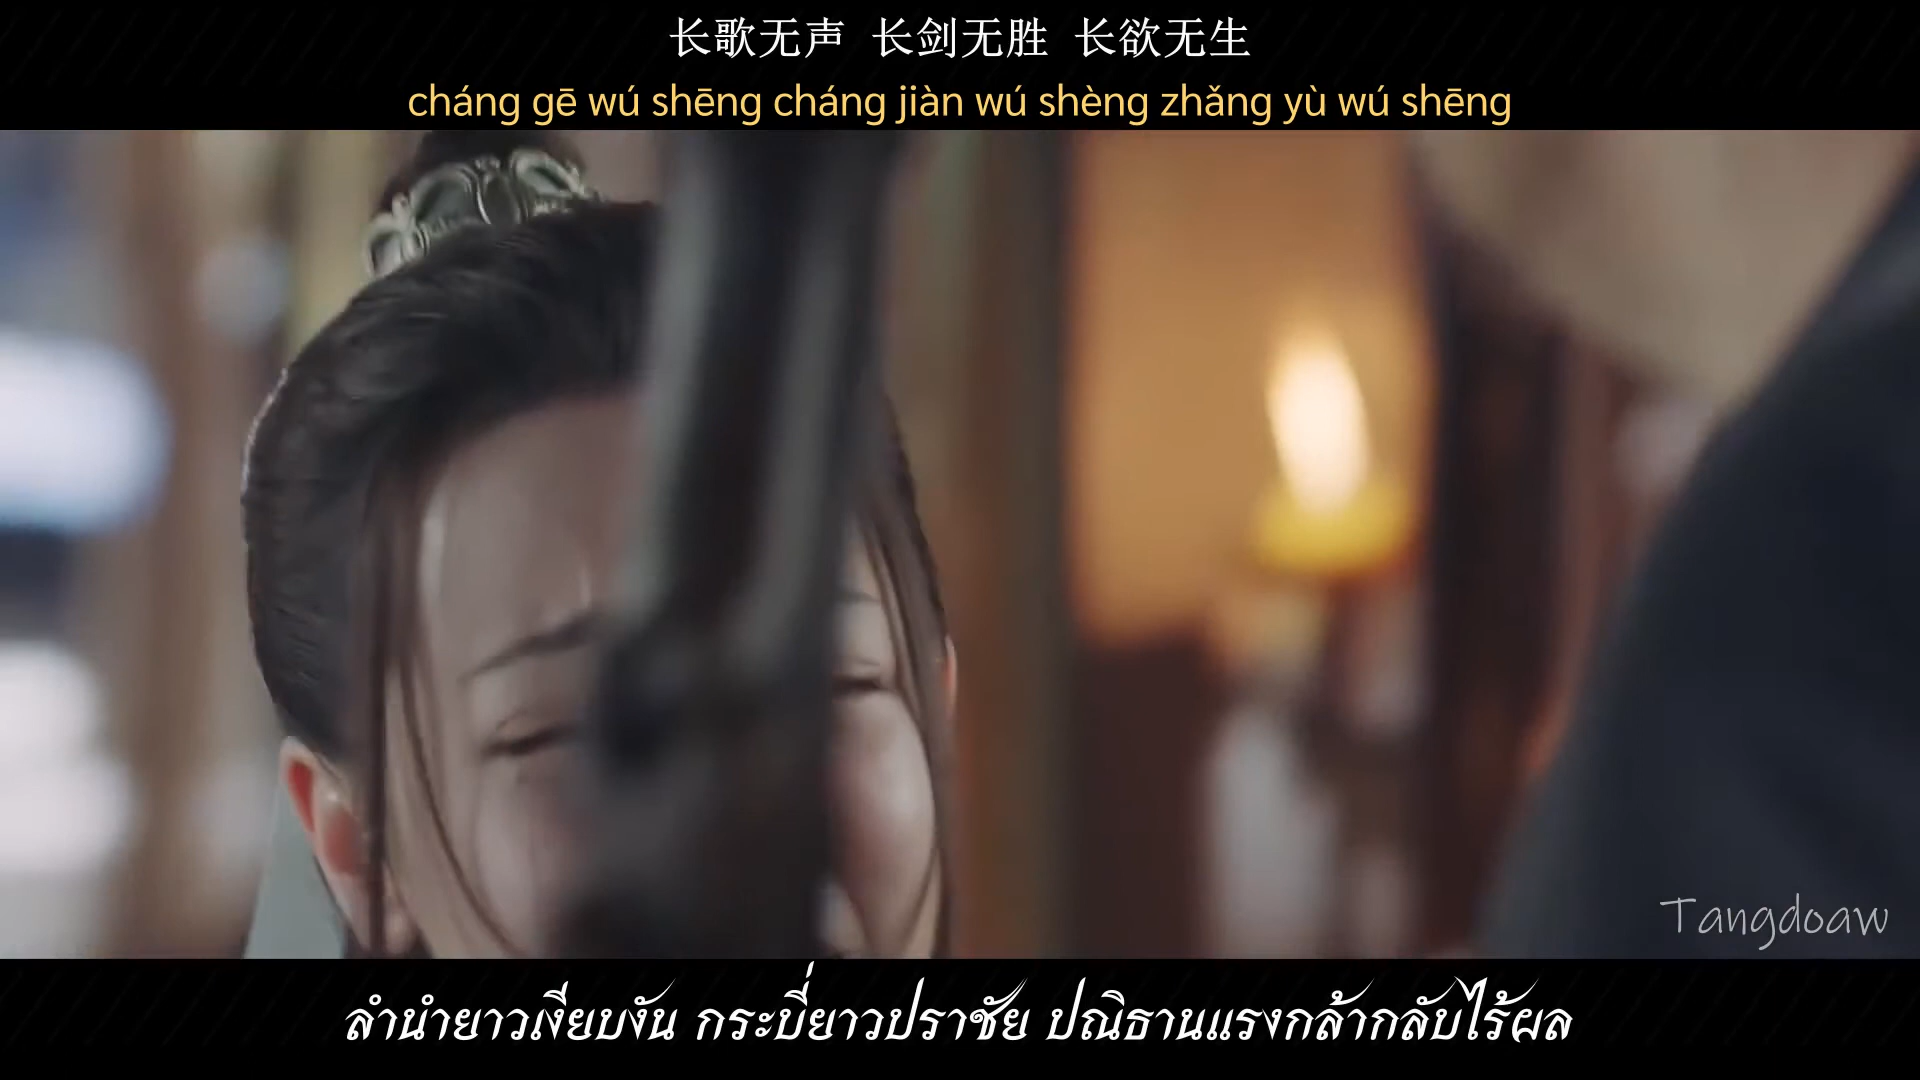 长歌无声 长剑无胜 长欲无生
cháng gē wú shēng cháng jiàn wú shèng zhǎng yù wú shēng
Tangdoaw
ลำนำยาวเงียบงัน กระบี่ยาวปราชัย ปณิธานแรงกล้ากลับไร้ผล